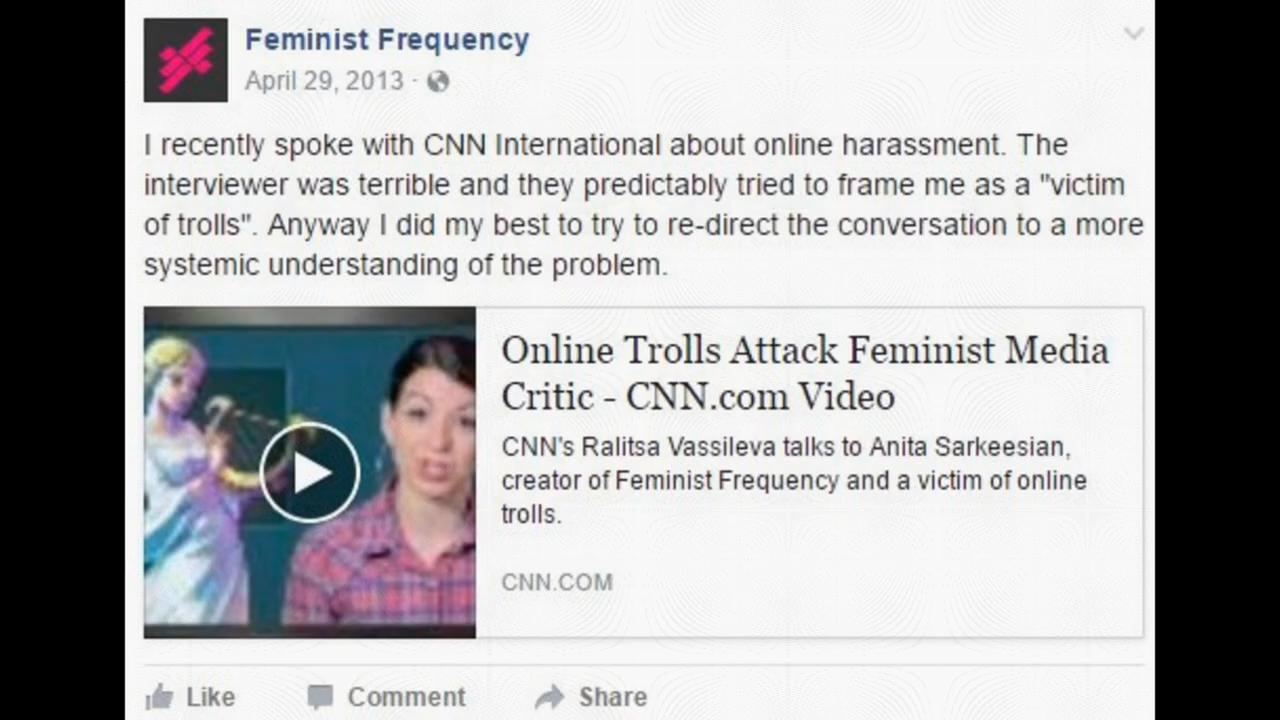 Feminist Frequency
April 29, 2013 ·
I recently spoke with CNN International about online harassment. The
interviewer was terrible and they predictably tried to frame me as a "victim
of trolls". Anyway I did my best to try to re-direct the conversation to a more
systemic understanding of the problem.
Online Trolls Attack Feminist Media
Critic - CNN.com Video
CNN's Ralitsa Vassileva talks to Anita Sarkeesian,
creator of Feminist Frequency and a victim of online
trolls.
CNN.COM
Like Comment Share